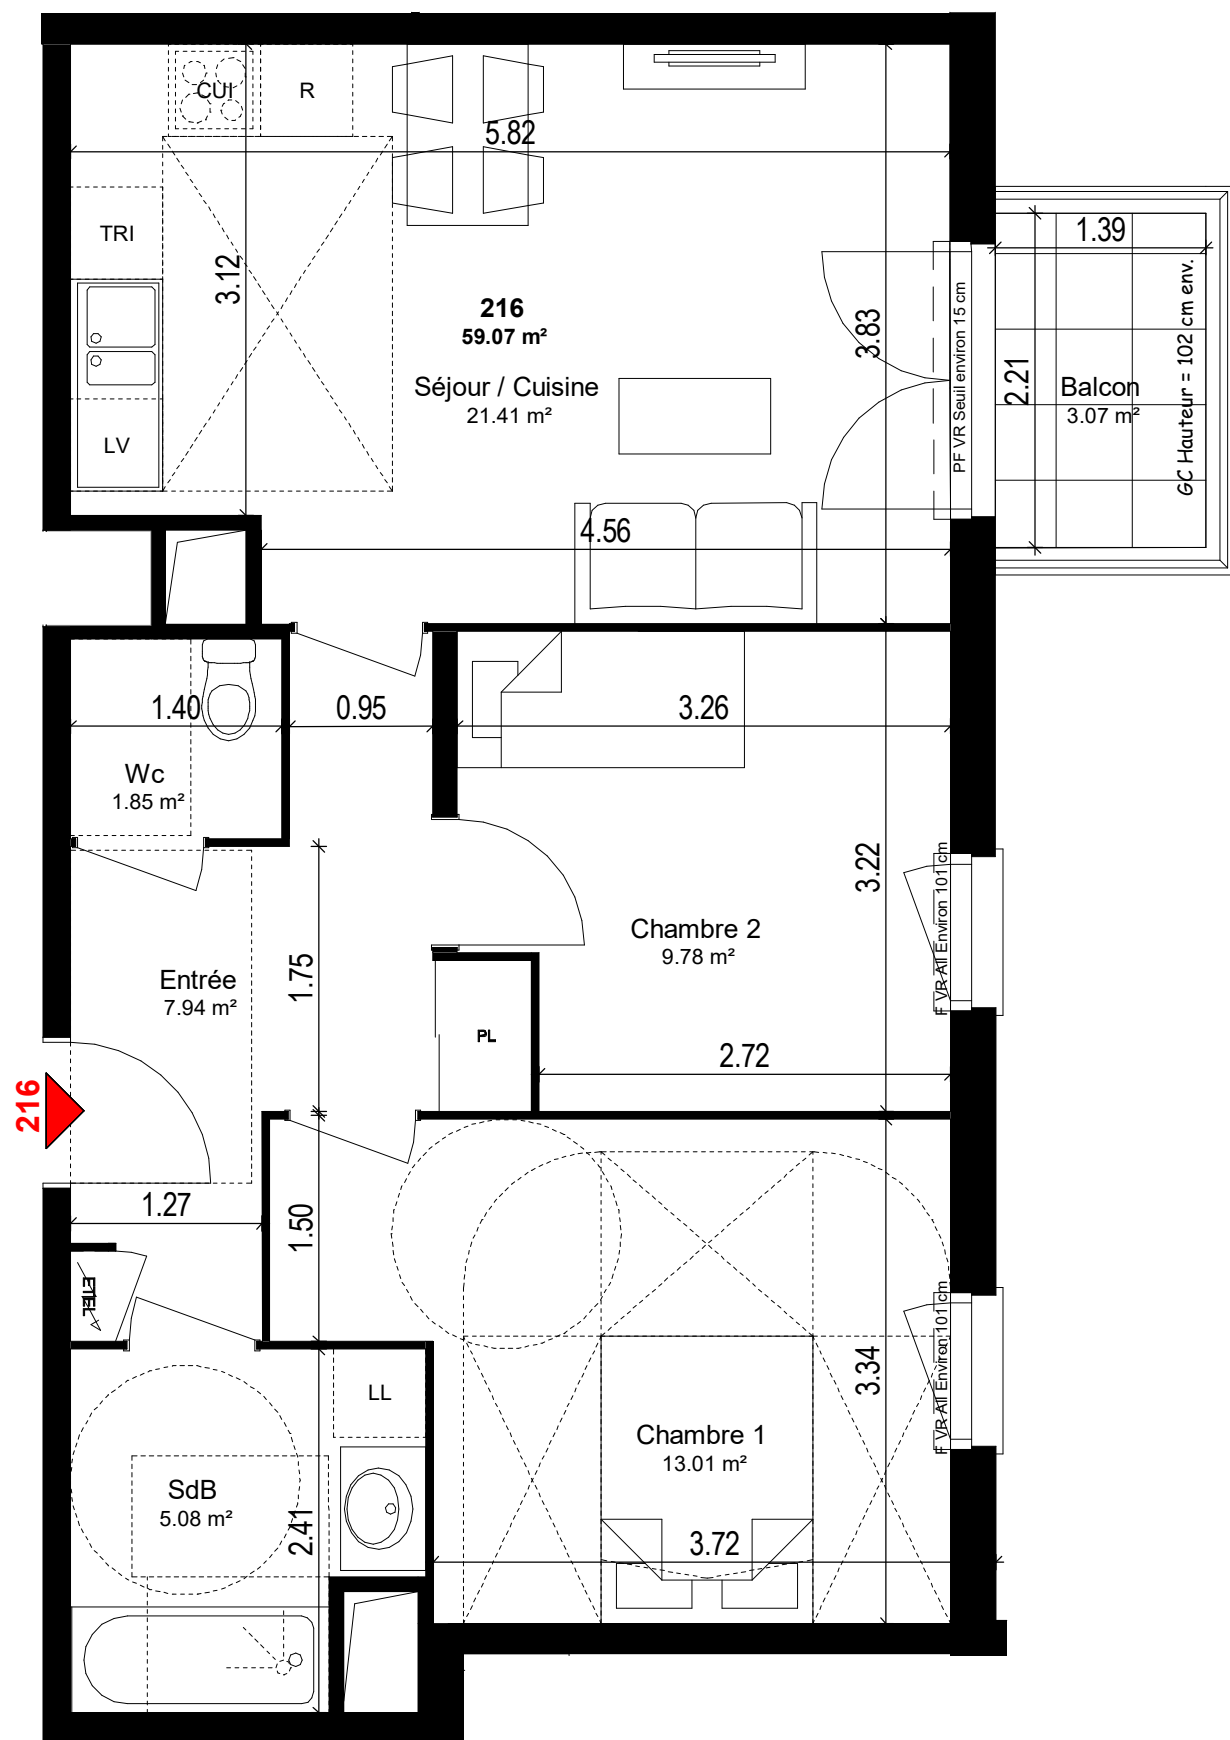 CUI
R
5.82
TRI
3.12
216
59.07 m²
Séjour / Cuisine
21.41 m²
LV
3.83
PF VR Seuil environ 15 cm
1.39
2.21
Balcon
3.07 m²
GC Hauteur = 102 cm env.
4.56
1.40
0.95
3.26
Wc
1.85 m²
3.22
F VR All Environ 101 cm
Chambre 2
9.78 m²
Entrée
7.94 m²
1.75
PL
2.72
216
1.27
1.50
ETEL
3.34
F VR All Environ 101 cm
LL
Chambre 1
13.01 m²
SdB
5.08 m²
2.41
3.72